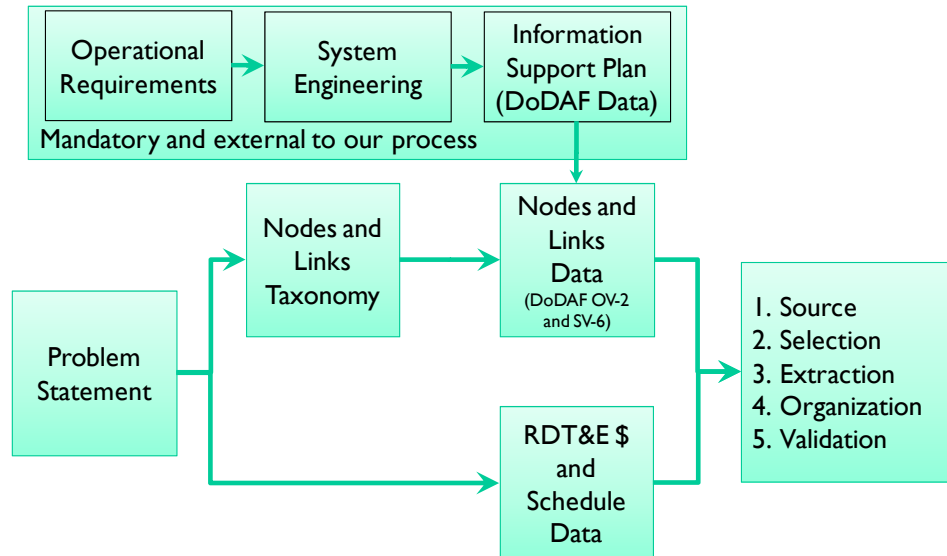 Operational
Requirements
System
Engineering
Information
Support Plan
(DoDAF Data)
Mandatory and external to our process
Nodes and
Links
Taxonomy
Nodes and
Links
Data
(DoDAF OV-2
and SV-6)
Problem
Statement
1. Source
2. Selection
3. Extraction
4. Organization
5. Validation
RDT&E $
and
Schedule
Data